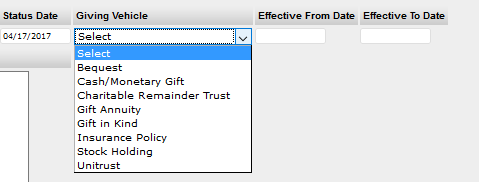 Status Date Giving Vehicle Effective From Date Effective To Date
04/17/2017 Select
Select
Bequest
Cash/Monetary Gift
Charitable Remainder Trust
Gift Annuity
Gift in Kind
Insurance Policy
Stock Holding
Unitrust